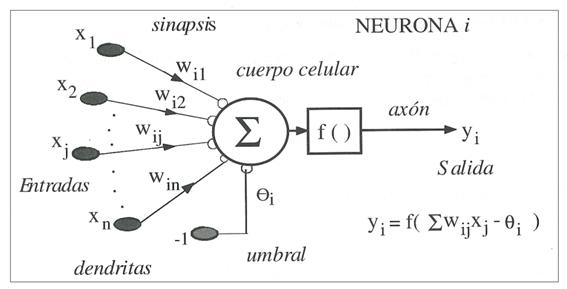 sinapsis
NEURONA i
x1
wi1
cuerpo celular
x2
wi2
axón
xj
wij
Σ
f ( )
yi
Entradas
Salida
win
θi
xn
-1
yi = f( Σwijxj - θi )
umbral
dendritas